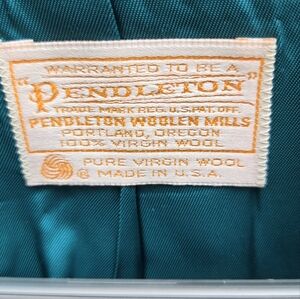 WARRANTED TO BE A
"PENDLETON"
TRADE MARK REG. U.S. PAT. OFF.
PENDLETON WOOLEN MILLS
PORTLAND, OREGON
100% VIRGIN WOOL
PURE VIRGIN WOOL
® MADE IN U.S.A.